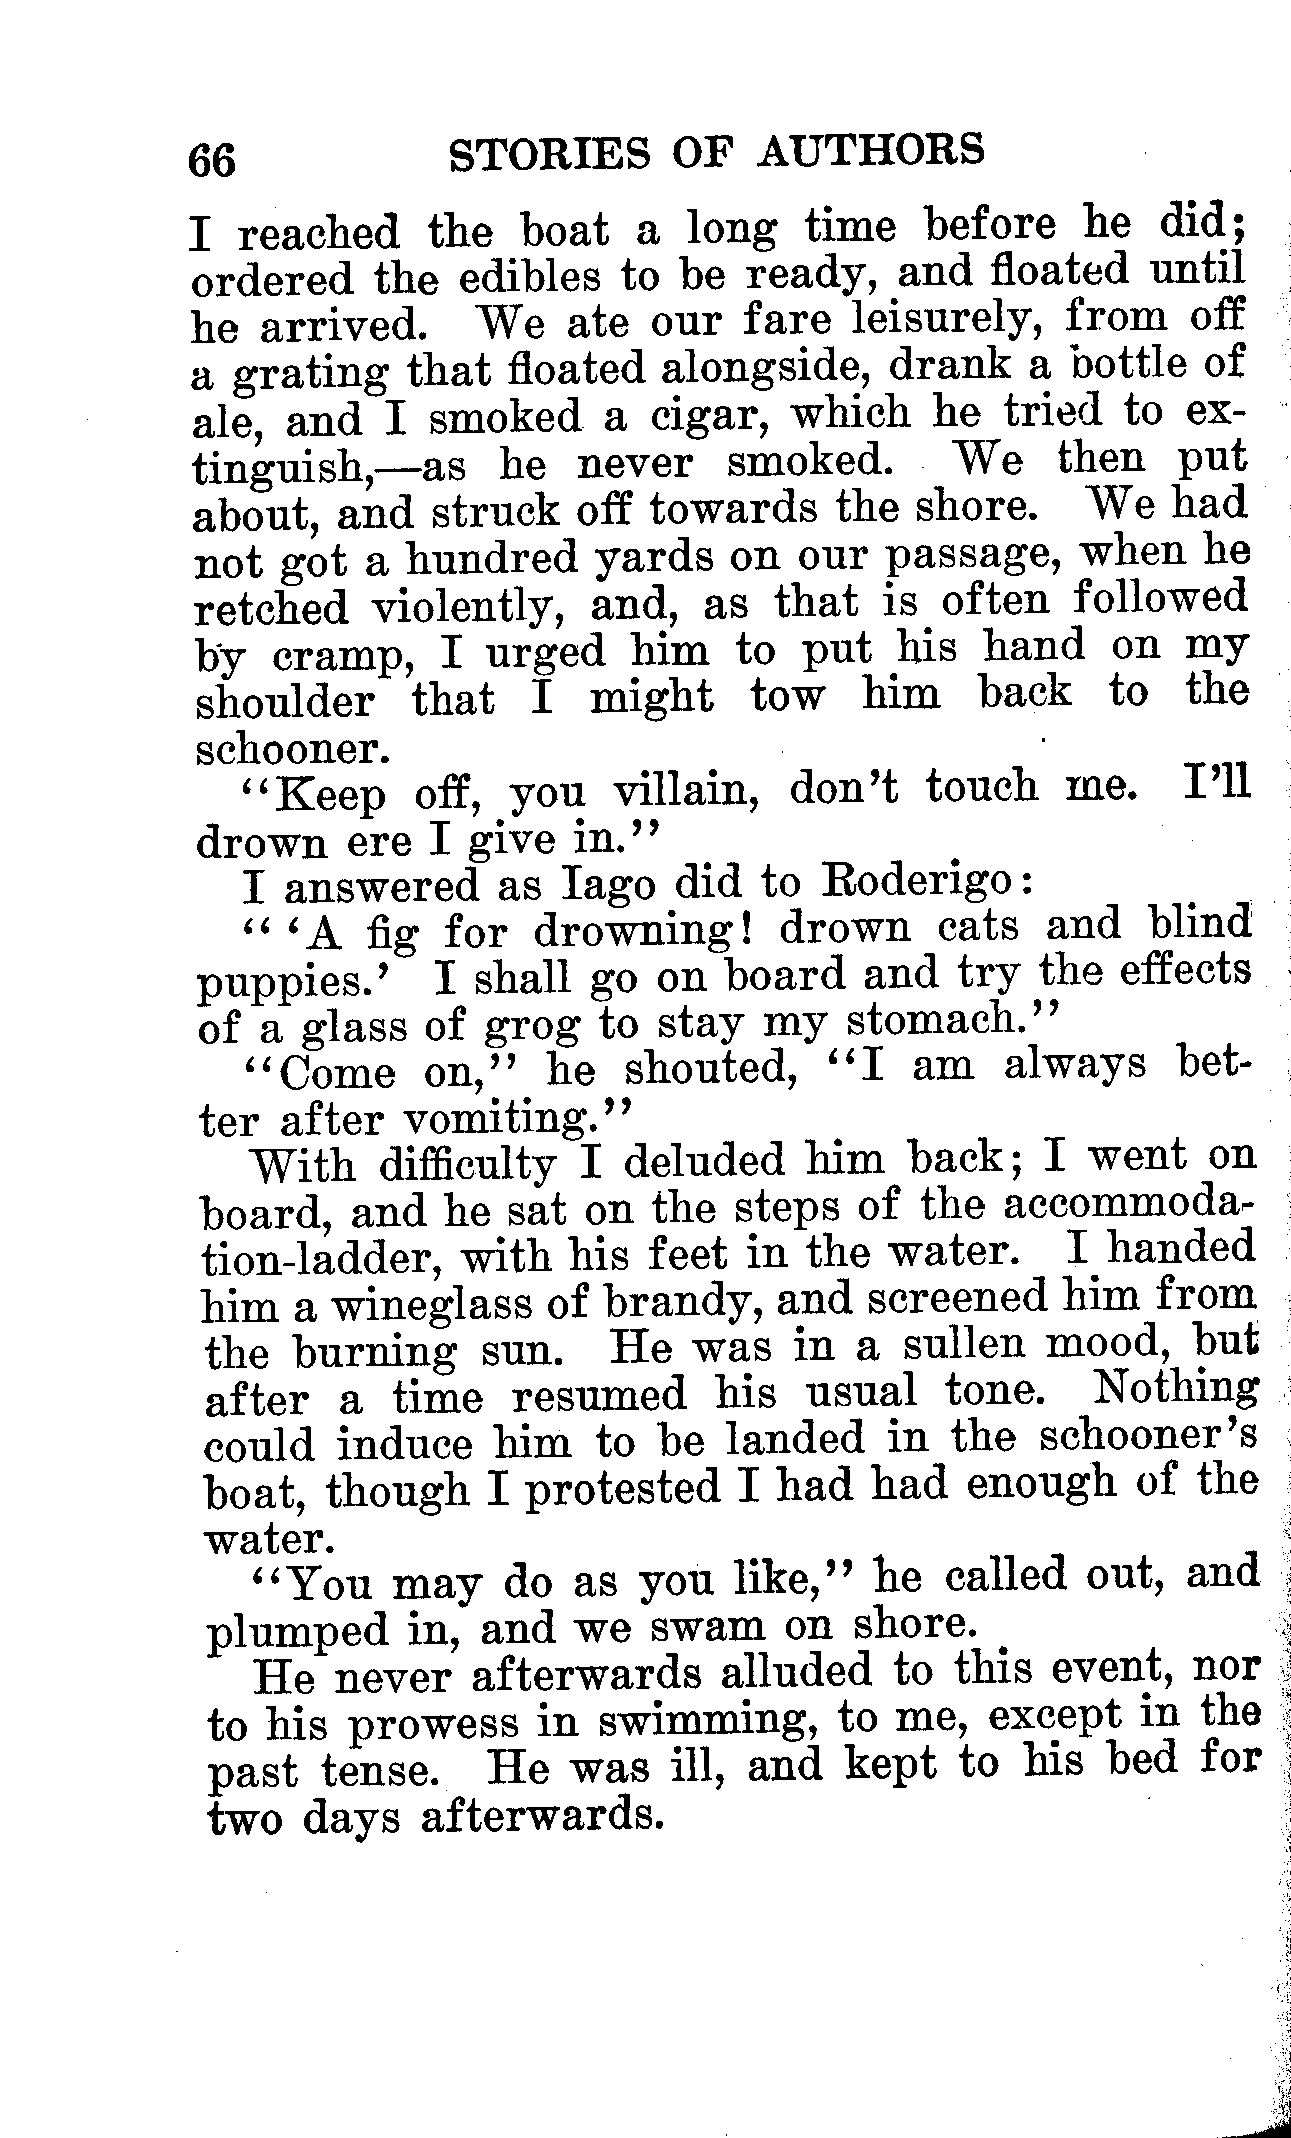 66 STORIES OF AUTHORS
I reached the boat a long time before he did;
ordered the edibles to be ready, and floated until
he arrived. We ate our fare leisurely, from off
a grating that floated alongside, drank a bottle of
ale, and I smoked a cigar, which he tried to ex-
tinguish,—as he never smoked. We then put
about, and struck off towards the shore. We had
not got a hundred yards on our passage, when he
retched violently, and, as that is often followed
by cramp, I urged him to put his hand on my
shoulder that I might tow him back to the
schooner.
"Keep off, you villain, don't touch me. I'll
drown ere I give in."
I answered as Iago did to Roderigo:
" 'A fig for drowning! drown cats and blind
puppies.' I shall go on board and try the effects
of a glass of grog to stay my stomach."
"Come on," he shouted, "I am always bet-
ter after vomiting."
With difficulty I deluded him back; I went on
board, and he sat on the steps of the accommoda-
tion-ladder, with his feet in the water. I handed
him a wineglass of brandy, and screened him from
the burning sun. He was in a sullen mood, but
after a time resumed his usual tone. Nothing
could induce him to be landed in the schooner's
boat, though I protested I had had enough of the
water.
"You may do as you like," he called out, and
plumped in, and we swam on shore.
He never afterwards alluded to this event, nor
to his prowess in swimming, to me, except in the
past tense. He was ill, and kept to his bed for
two days afterwards.